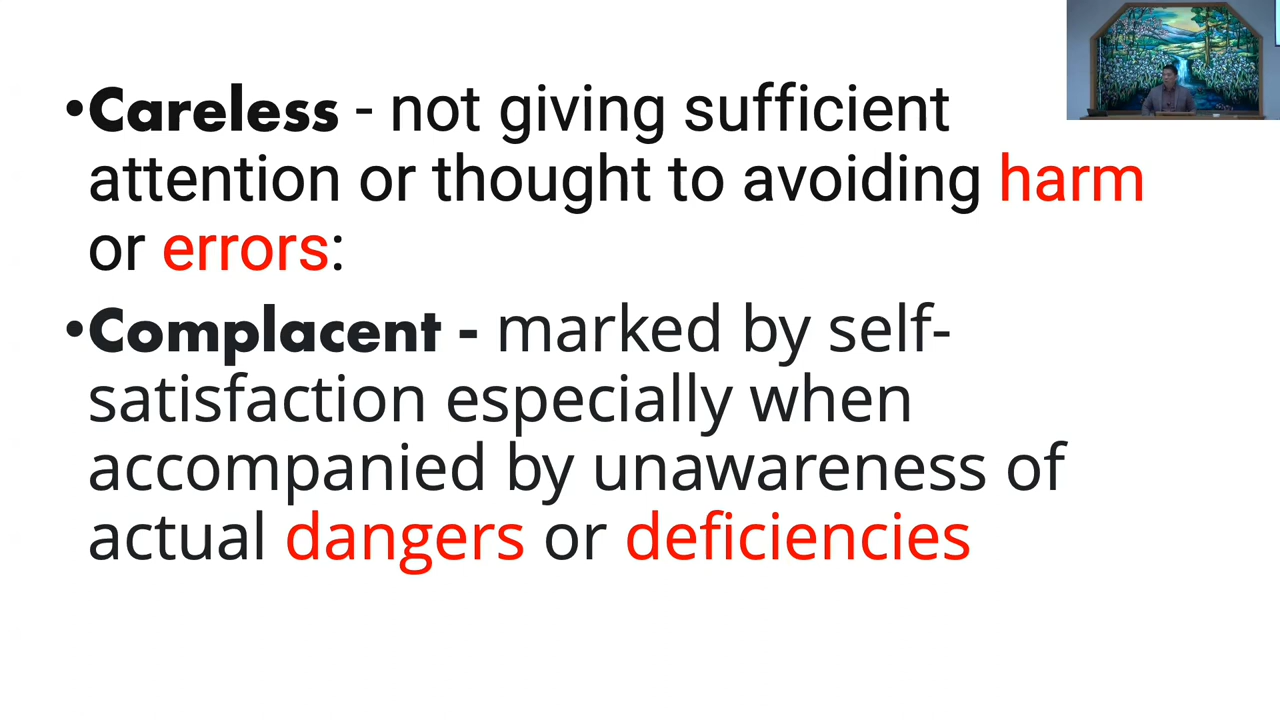 •Careless - not giving sufficient
attention or thought to avoiding harm
or errors:
•Complacent - marked by self-
satisfaction especially when
accompanied by unawareness of
actual dangers or deficiencies